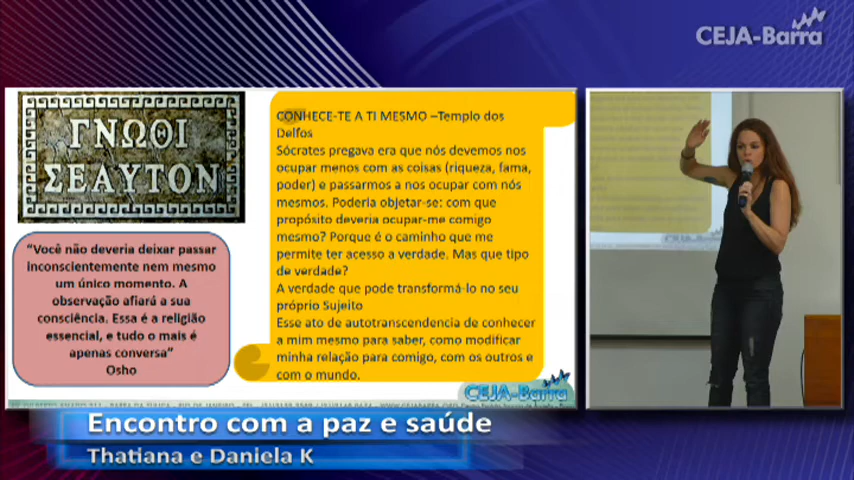 CEJA-Barra
ΓΝΩΘΙ
ΣΕΑΥΤΟΝ
CONHECE-TE A TI MESMO –Templo dos
Delfos
Sócrates pregava era que nós devemos nos
ocupar menos com as coisas (riqueza, fama,
poder) e passarmos a nos ocupar com nós
mesmos. Poderia objetar-se: com que
propósito deveria ocupar-me comigo
mesmo? Porque é o caminho que me
permite ter acesso a verdade. Mas que tipo
de verdade?
A verdade que pode transformá-lo no seu
próprio Sujeito
Esse ato de autotranscendencia de conhecer
a mim mesmo para saber, como modificar
minha relação para comigo, com os outros e
com o mundo.
“Você não deveria deixar passar
inconscientemente nem mesmo
um único momento. A
observação afiará a sua
consciência. Essa é a religião
essencial, e tudo o mais é
apenas conversa”
Osho
CEJA-Barra
CEJA-Barra
Encontro com a paz e saúde
Thatiana e Daniela K